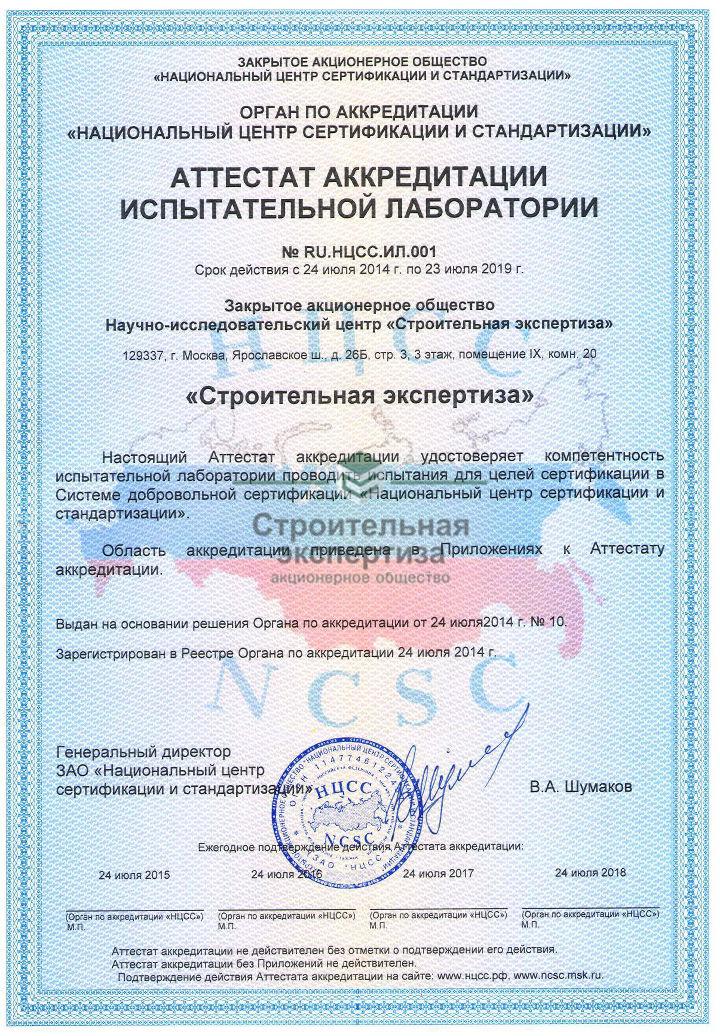 ЗАКРЫТОЕ АКЦИОНЕРНОЕ ОБЩЕСТВО
«НАЦИОНАЛЬНЫЙ ЦЕНТР СЕРТИФИКАЦИИ И СТАНДАРТИЗАЦИИ»
ОРГАН ПО АККРЕДИТАЦИИ
«НАЦИОНАЛЬНЫЙ ЦЕНТР СЕРТИФИКАЦИИ И СТАНДАРТИЗАЦИИ»
АТТЕСТАТ АККРЕДИТАЦИИ
ИСПЫТАТЕЛЬНОЙ ЛАБОРАТОРИИ
№ RU.НЦСС.ИЛ.001
Срок действия с 24 июля 2014 г. по 23 июля 2019 г.
Закрытое акционерное общество
Научно-исследовательский центр «Строительная экспертиза»
НЦСС
129337, г. Москва, Ярославское ш., д. 26Б, стр. 3, 3 этаж, помещение IX, комн. 20
«Строительная экспертиза»
Настоящий Аттестат аккредитации удостоверяет компетентность
испытательной лаборатории проводить испытания для целей сертификации в
Системе добровольной сертификации «Национальный центр сертификации и
стандартизации».
Строительная
экспертиза
акционерное общество
Область аккредитации приведена в Приложениях к Аттестату
аккредитации.
Выдан на основании решения Органа по аккредитации от 24 июля2014 г. № 10.
Зарегистрирован в Реестре Органа по аккредитации 24 июля 2014 г.
NCSC
Генеральный директор
ЗАО «Национальный центр
сертификации и стандартизации»
В.А. Шумаков
НЦСС
NCSC
ЗАО "НЦСС"
Ежегодное подтверждение действия Аттестата аккредитации:
24 июля 2015 24 июля 2016 24 июля 2017 24 июля 2018
(Орган по аккредитации «НЦСС») (Орган по аккредитации «НЦСС») (Орган по аккредитации «НЦСС») (Орган по аккредитации «НЦСС»)
М.П. М.П. М.П. М.П.
Аттестат аккредитации не действителен без отметки о подтверждении его действия.
Аттестат аккредитации без Приложений не действителен.
Подтверждение действия Аттестата аккредитации на сайте: www.нцсс.рф, www.ncsc.msk.ru.